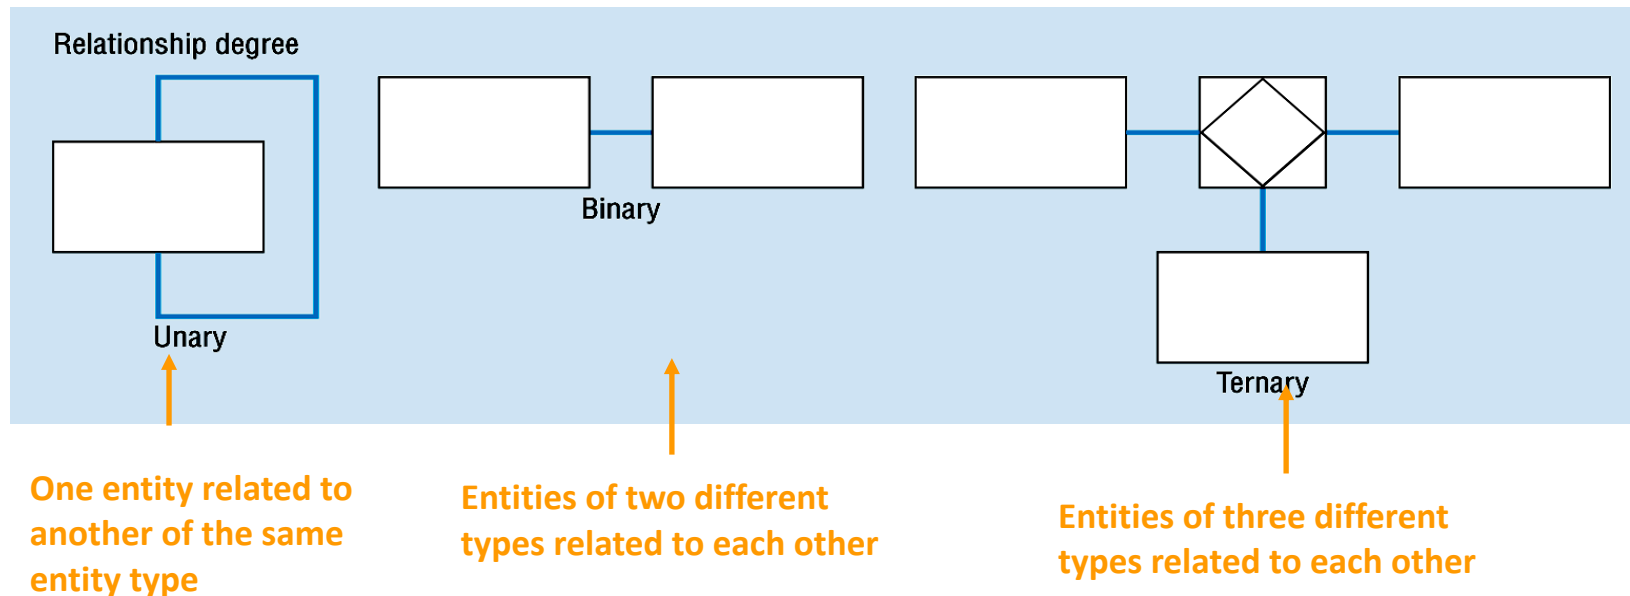 Relationship degree
Unary
Binary
Ternary
One entity related to
another of the same
entity type
Entities of two different
types related to each other
Entities of three different
types related to each other